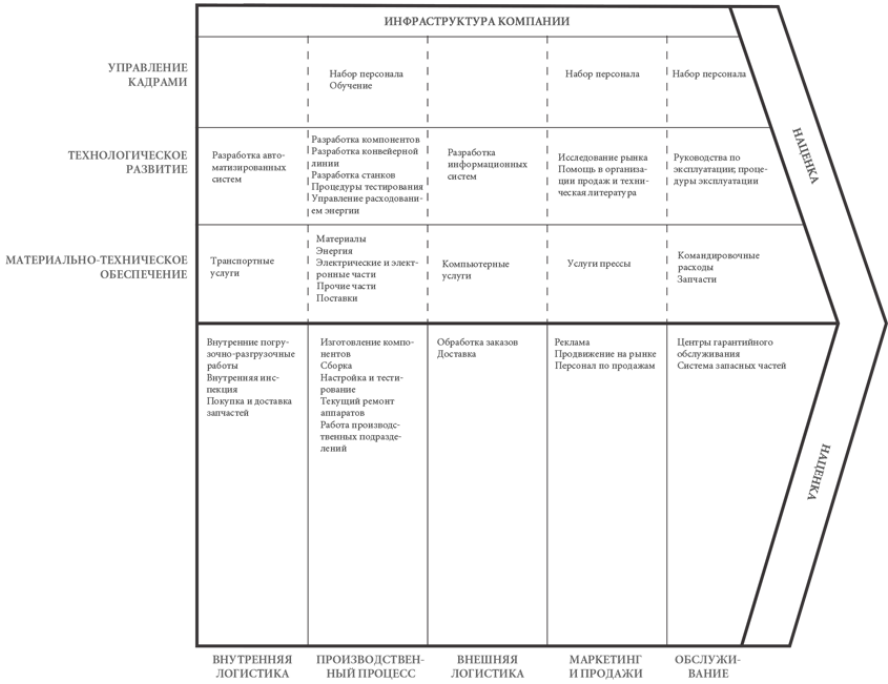 ИНФРАСТРУКТУРА КОМПАНИИ
УПРАВЛЕНИЕ
КАДРАМИ
Набор персонала
Обучение
Набор персонала
Набор персонала
ТЕХНОЛОГИЧЕСКОЕ
РАЗВИТИЕ
Разработка авто-
матизированных
систем
Разработка компонентов
Разработка конвейерной
линии
Разработка станков
Процедуры тестирования
Управление расходовани-
ем энергии
Разработка
информационных
систем
Исследование рынка
Помощь в организа-
ции продаж и техни-
ческая литература
Руководства по
эксплуатации; проце-
дуры эксплуатации
МАТЕРИАЛЬНО-ТЕХНИЧЕСКОЕ
ОБЕСПЕЧЕНИЕ
Транспортные
услуги
Материалы
Энергия
Электрические и элект-
ронные части
Прочие части
Поставки
Компьютерные
услуги
Услуги прессы
Командировочные
расходы
Запчасти
НАЦЕНКА
Внутренние погру-
зочно-разгрузочные
работы
Внутренняя инс-
пекция
Покупка и доставка
запчастей
Изготовление компо-
нентов
Сборка
Настройка и тести-
рование
Текущий ремонт
аппаратов
Работа производс-
твенных подразде-
лений
Обработка заказов
Доставка
Реклама
Продвижение на рынке
Персонал по продажам
Центры гарантийного
обслуживания
Система запасных частей
НАЦЕНКА
ВНУТРЕННЯЯ
ЛОГИСТИКА
ПРОИЗВОДСТВЕН-
НЫЙ ПРОЦЕСС
ВНЕШНЯЯ
ЛОГИСТИКА
МАРКЕТИНГ
И ПРОДАЖИ
ОБСЛУЖИ-
ВАНИЕ